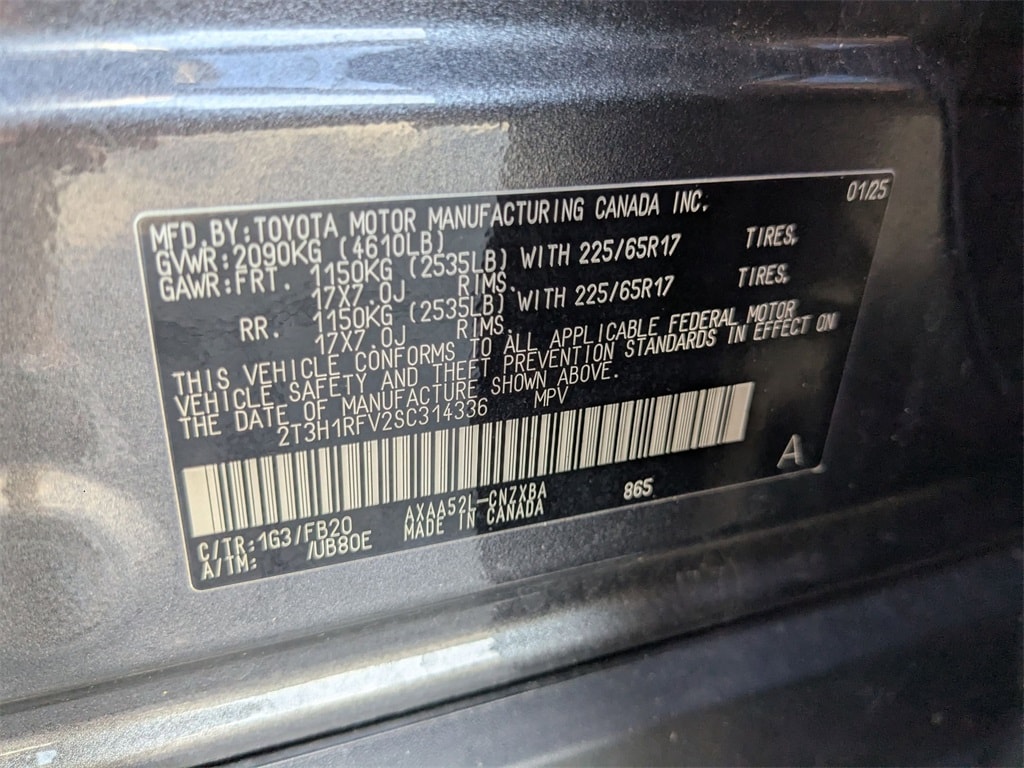 01/25
MFD.BY:TOYOTA MOTOR MANUFACTURING CANADA INC.
GVWR:2090KG (4610LB)
GAWR:FRT. 1150KG (2535LB) WITH 225/65R17 TIRES,
17X7.0J RIMS.
RR. 1150KG (2535LB) WITH 225/65R17 TIRES,
17X7.0J RIMS.
THIS VEHICLE CONFORMS TO ALL APPLICABLE FEDERAL MOTOR
VEHICLE SAFETY AND THEFT PREVENTION STANDARDS IN EFFECT ON
THE DATE OF MANUFACTURE SHOWN ABOVE.
2T3H1RFV2SC314336 MPV
A
C/TR:1G3/FB20 AXAA52L-CNZXBA 865
A/TM: /UB80E MADE IN CANADA